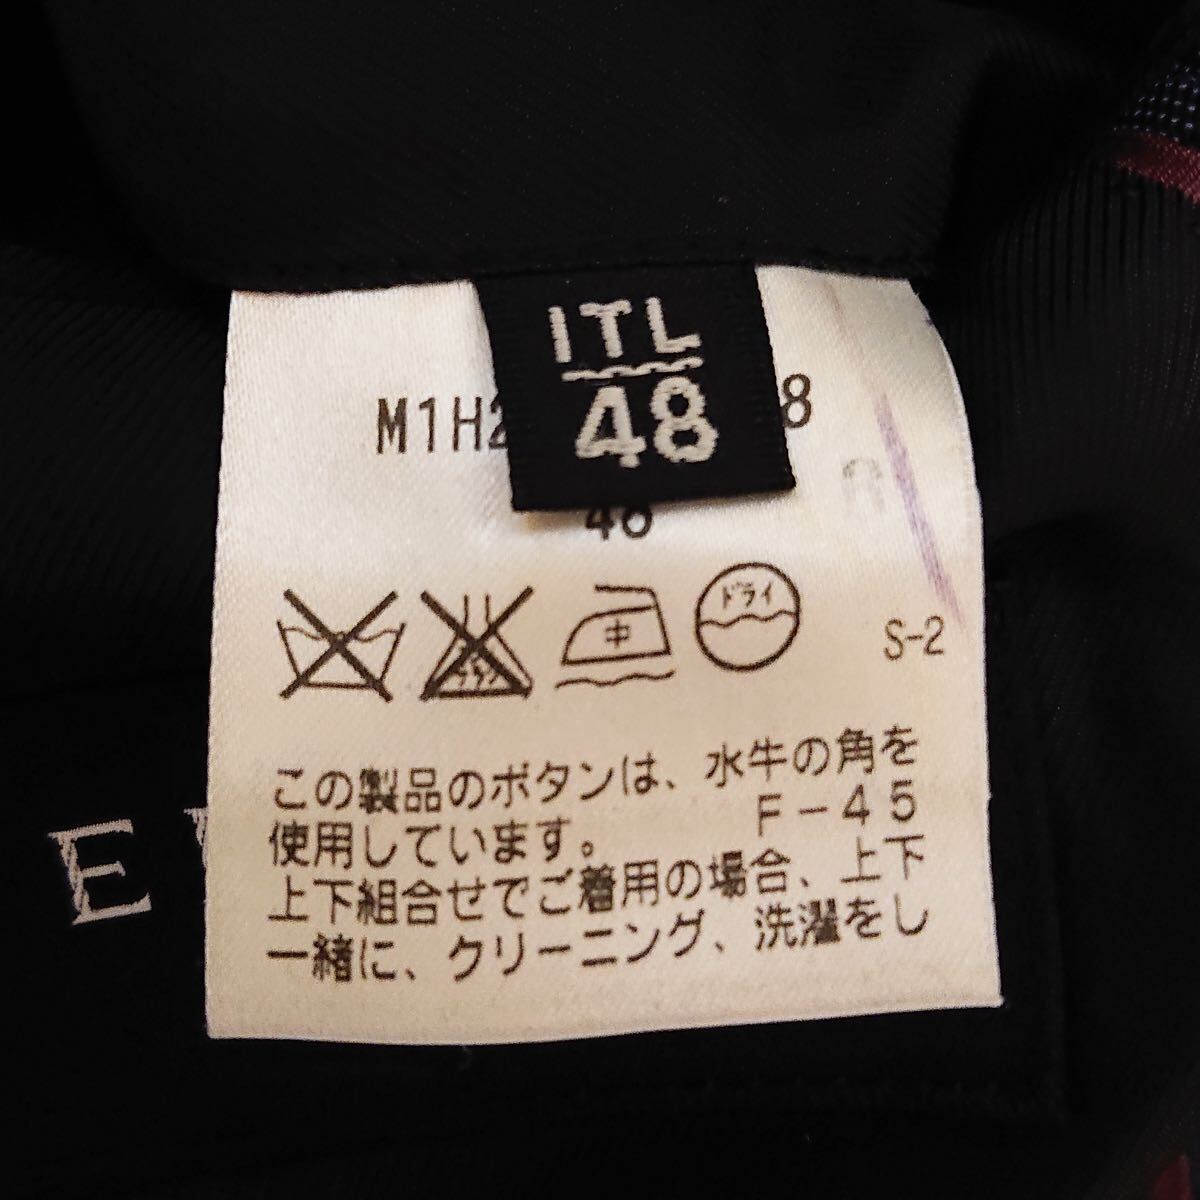 ITL
48
M1H2 8
48
中 ドライ
S-2
この製品のボタンは、水牛の角を
使用しています。 F-45
上下組合せでご着用の場合、上下
一緒に、クリーニング、洗濯をし
E